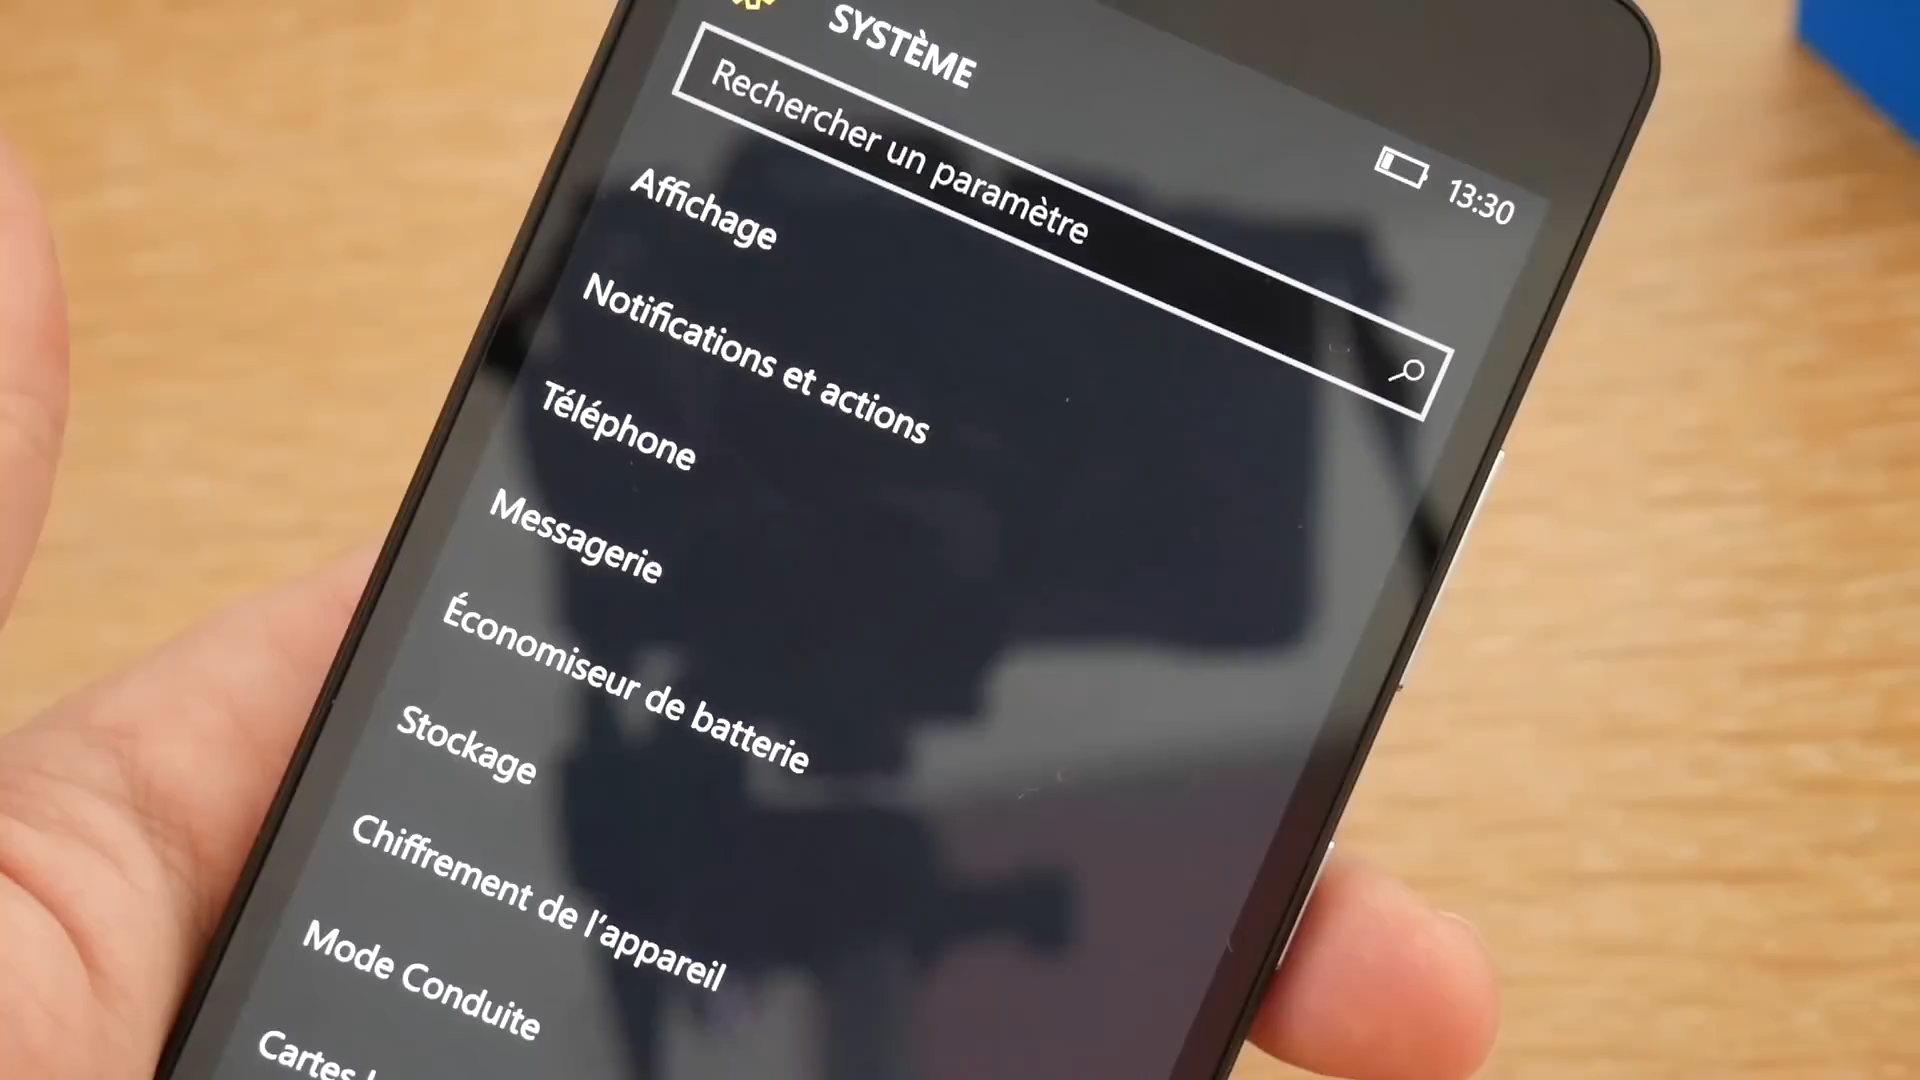 SYSTÈME
13:30
Rechercher un paramètre
Affichage
Notifications et actions
Téléphone
Messagerie
Économiseur de batterie
Stockage
Chiffrement de l'appareil
Mode Conduite
Cartes